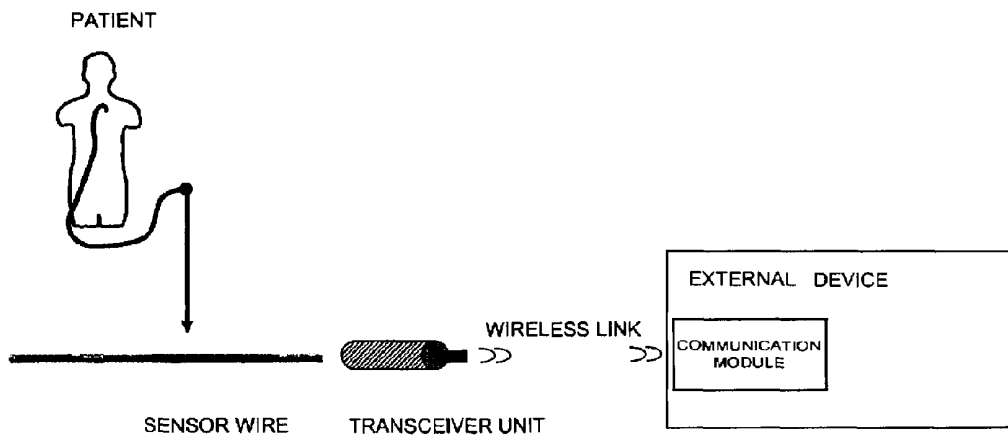 PATIENT
EXTERNAL DEVICE
WIRELESS LINK
COMMUNICATION
MODULE
SENSOR WIRE
TRANSCEIVER UNIT